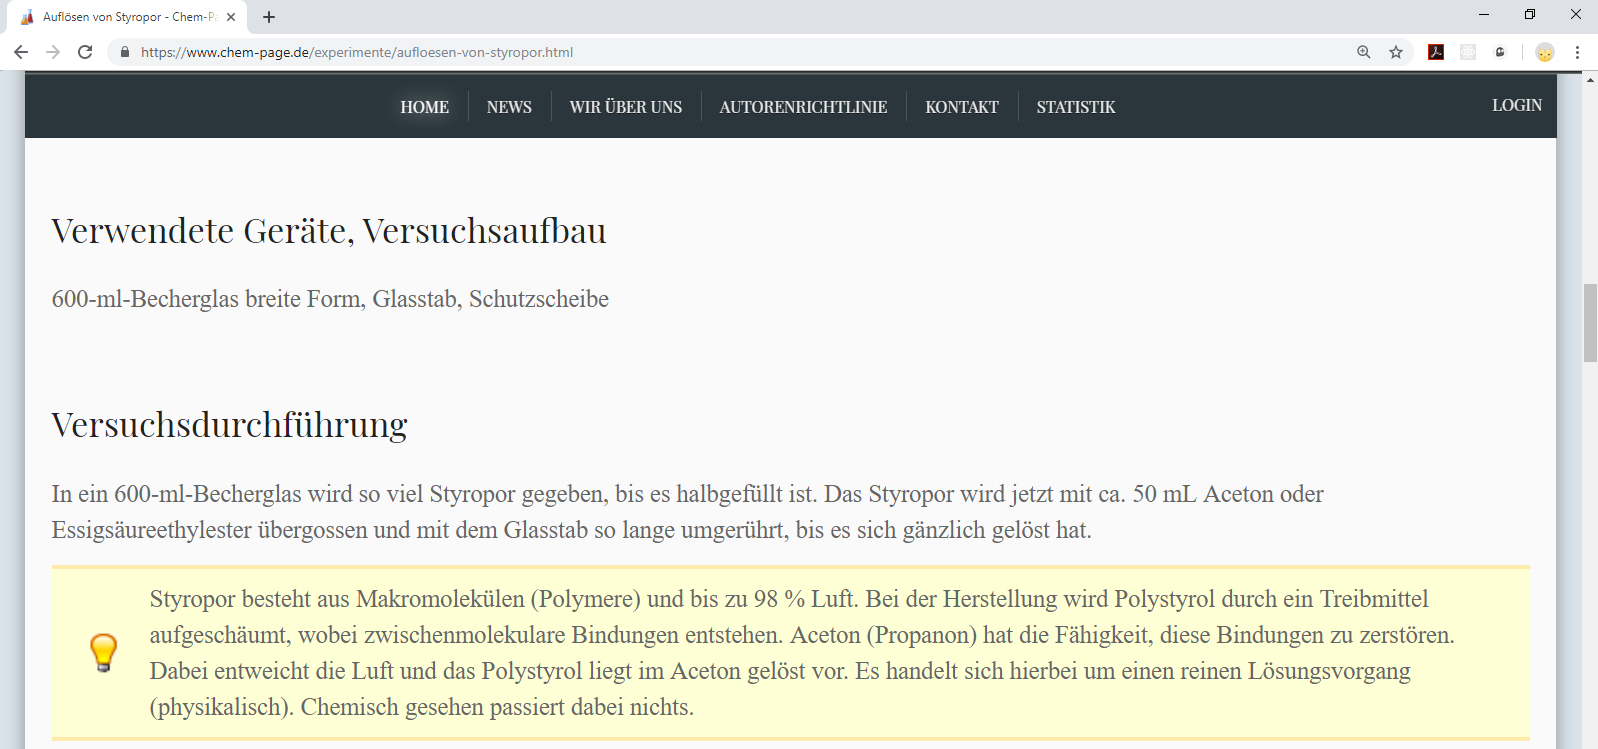 Auflösen von Styropor - Chem-Pa
https://www.chem-page.de/experimente/aufloesen-von-styropor.html
HOME NEWS WIR ÜBER UNS AUTORENRICHTLINIE KONTAKT STATISTIK LOGIN
Verwendete Geräte, Versuchsaufbau
600-ml-Becherglas breite Form, Glasstab, Schutzscheibe
Versuchsdurchführung
In ein 600-ml-Becherglas wird so viel Styropor gegeben, bis es halbgefüllt ist. Das Styropor wird jetzt mit ca. 50 mL Aceton oder
Essigsäureethylester übergossen und mit dem Glasstab so lange umgerührt, bis es sich gänzlich gelöst hat.
Styropor besteht aus Makromolekülen (Polymere) und bis zu 98 % Luft. Bei der Herstellung wird Polystyrol durch ein Treibmittel
aufgeschäumt, wobei zwischenmolekulare Bindungen entstehen. Aceton (Propanon) hat die Fähigkeit, diese Bindungen zu zerstören.
Dabei entweicht die Luft und das Polystyrol liegt im Aceton gelöst vor. Es handelt sich hierbei um einen reinen Lösungsvorgang
(physikalisch). Chemisch gesehen passiert dabei nichts.